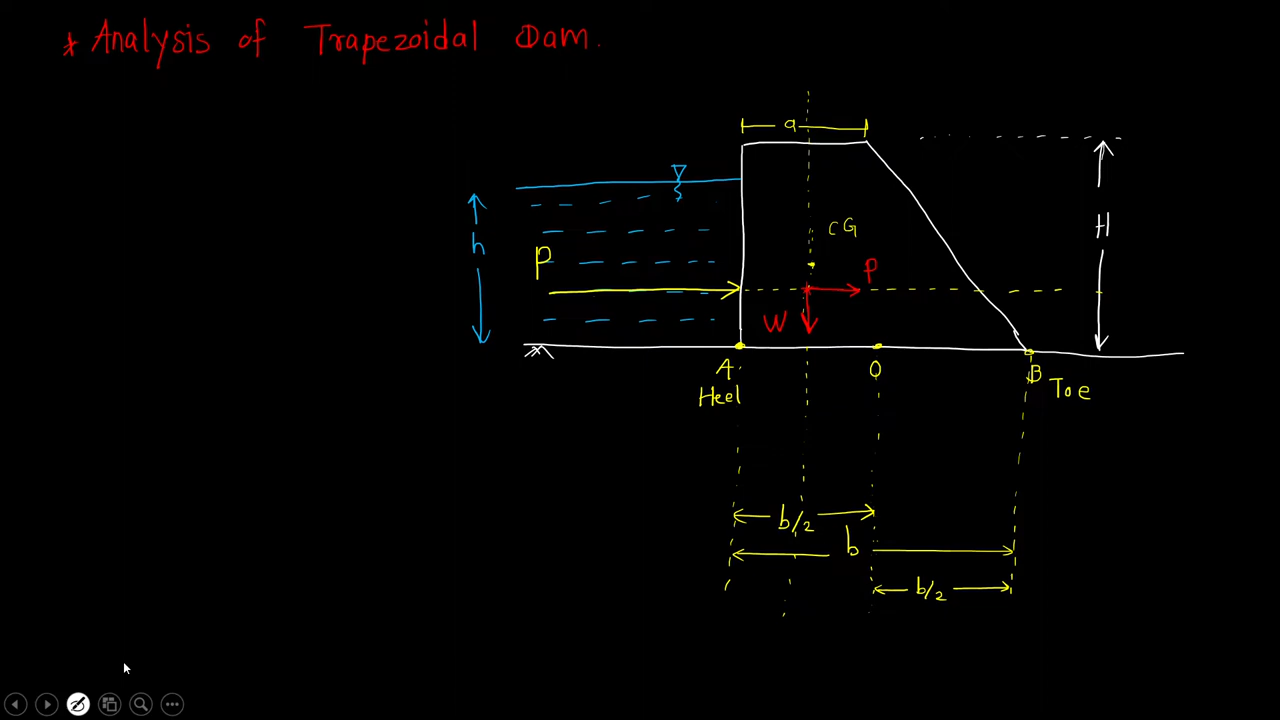 * Analysis of Trapezoidal Dam.
a
h
P
CG
P
W
H
A
O
B
Heel
Toe
b/2
b
b/2